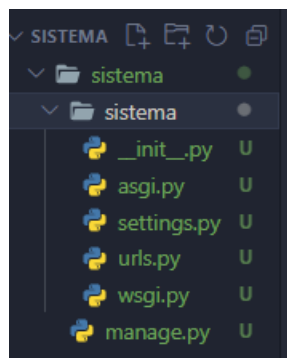 SISTEMA
sistema
sistema
__init__.py U
asgi.py U
settings.py U
urls.py U
wsgi.py U
manage.py U